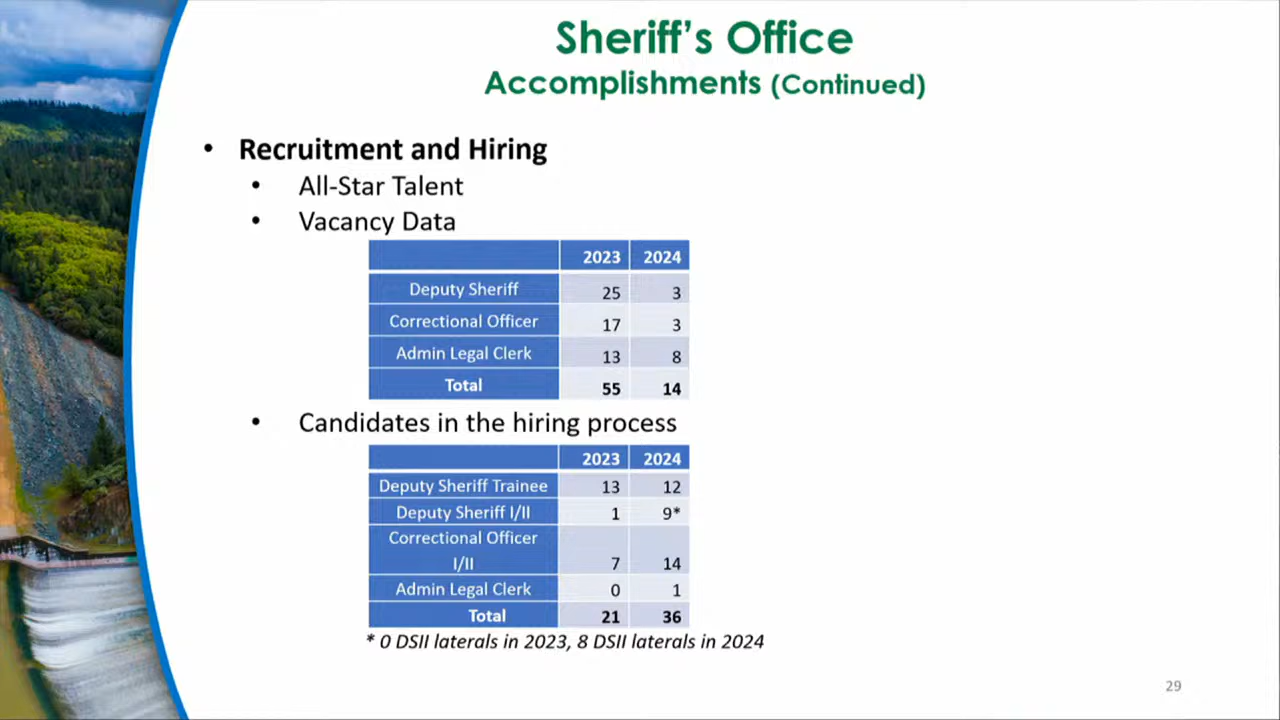 Sheriff's Office
Accomplishments (Continued)
• Recruitment and Hiring
• All-Star Talent
• Vacancy Data
2023 2024
Deputy Sheriff 25 3
Correctional Officer 17 3
Admin Legal Clerk 13 8
Total 55 14
• Candidates in the hiring process
2023 2024
Deputy Sheriff Trainee 13 12
Deputy Sheriff I/II 1 9*
Correctional Officer
I/II 7 14
Admin Legal Clerk 0 1
Total 21 36
* 0 DSII laterals in 2023, 8 DSII laterals in 2024
29